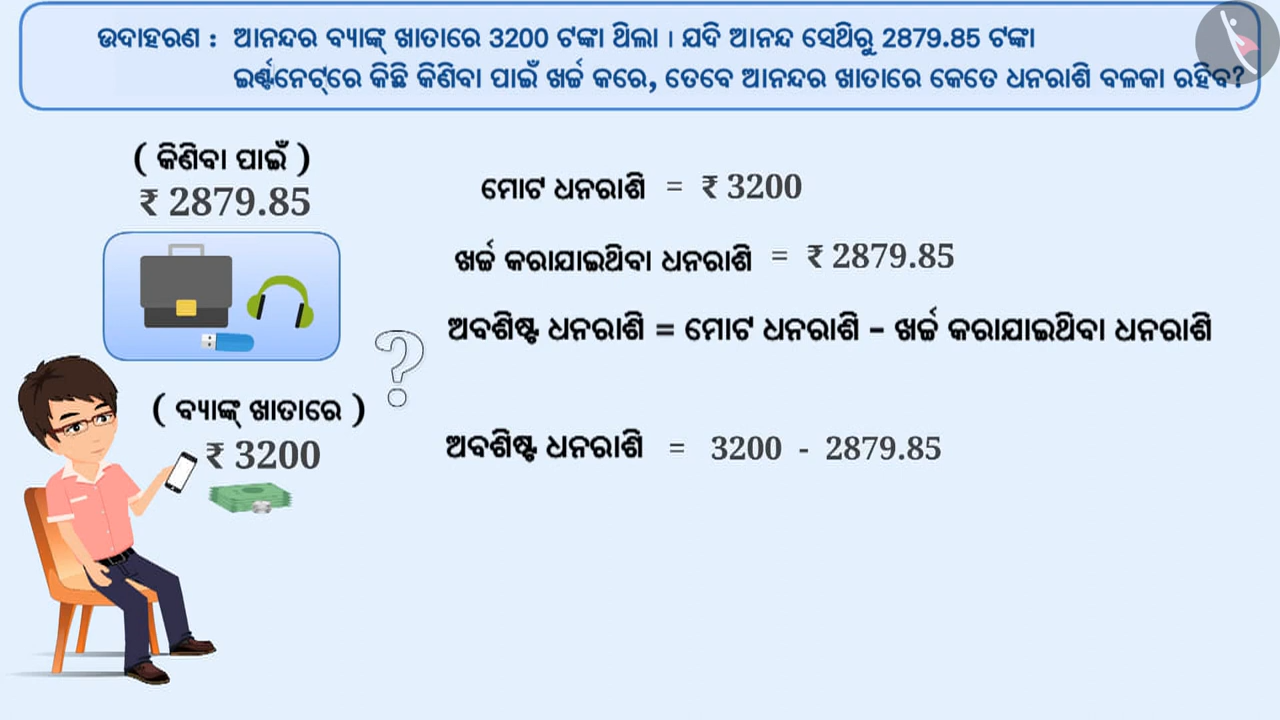 ଉଦାହରଣ : ଆନନ୍ଦର ବ୍ୟାଙ୍କ୍ ଖାତାରେ 3200 ଟଙ୍କା ଥିଲା । ଯଦି ଆନନ୍ଦ ସେଥିରୁ 2879.85 ଟଙ୍କା
ଇର୍ଣ୍ଟନେଟ୍‌ରେ କିଛି କିଣିବା ପାଇଁ ଖର୍ଚ୍ଚ କରେ, ତେବେ ଆନନ୍ଦର ଖାତାରେ କେତେ ଧନରାଶି ବଳକା ରହିବ?
( କିଣିବା ପାଇଁ )
₹ 2879.85
ମୋଟ ଧନରାଶି = ₹ 3200
ଖର୍ଚ୍ଚ କରାଯାଇଥିବା ଧନରାଶି = ₹ 2879.85
ଅବଶିଷ୍ଟ ଧନରାଶି = ମୋଟ ଧନରାଶି – ଖର୍ଚ୍ଚ କରାଯାଇଥିବା ଧନରାଶି
?
( ବ୍ୟାଙ୍କ୍ ଖାତାରେ )
₹ 3200
ଅବଶିଷ୍ଟ ଧନରାଶି = 3200 - 2879.85